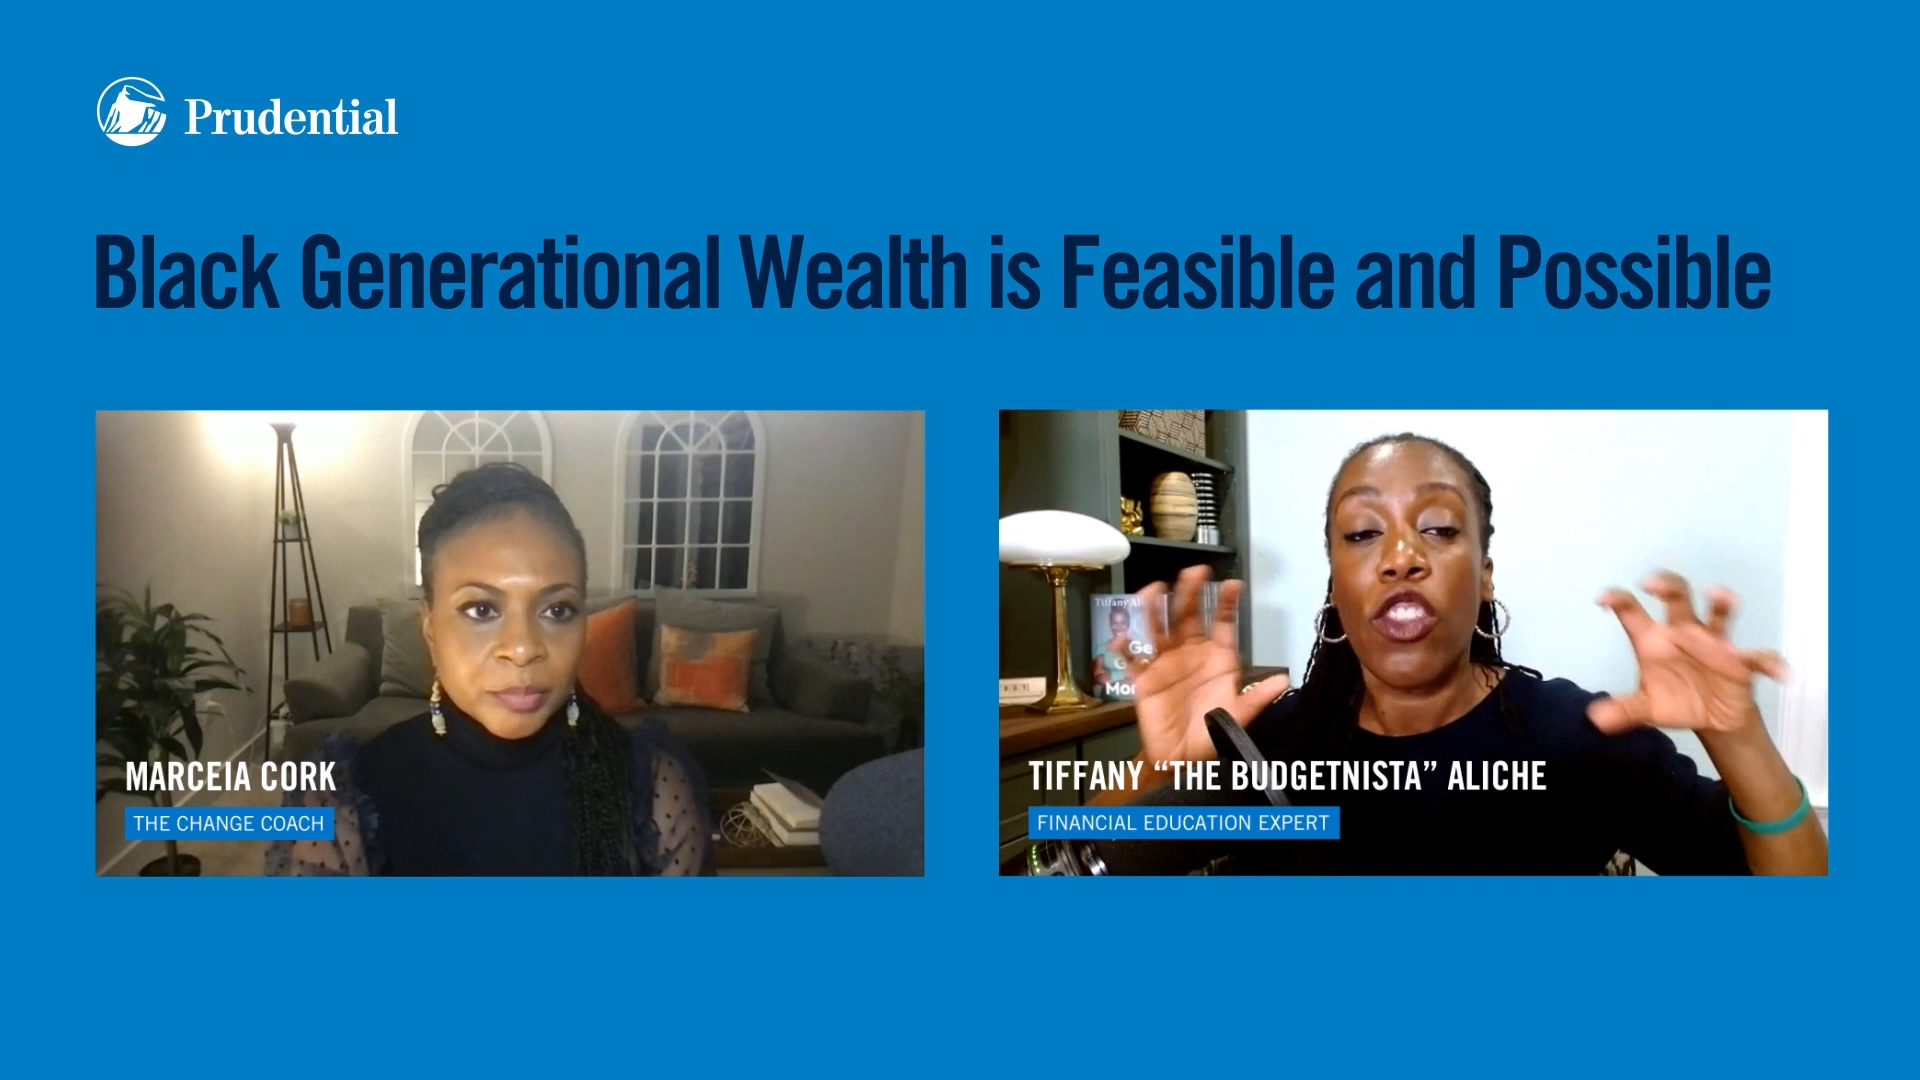 Prudential
Black Generational Wealth is Feasible and Possible
MARCEIA CORK
THE CHANGE COACH
Tiffany
TIFFANY “THE BUDGETNISTA” ALICHE
FINANCIAL EDUCATION EXPERT